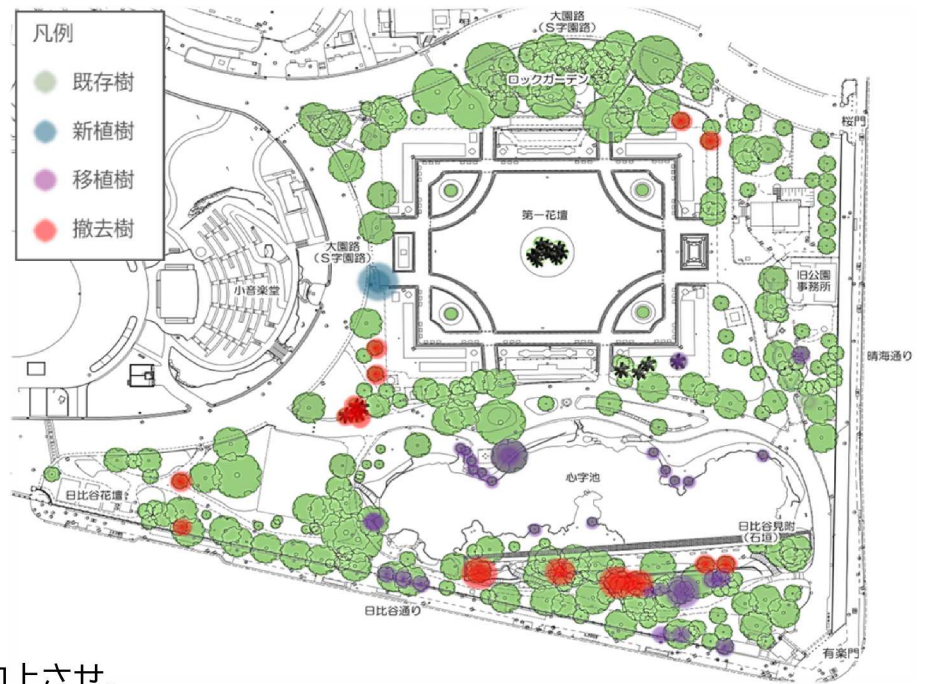 凡例
既存樹
新植樹
移植樹
撤去樹
大園路
(S字園路)
ロックガーデン
桜門
第一花壇
大園路
(S字園路)
小音楽堂
旧公園
事務所
晴海通り
心字池
日比谷花壇
日比谷見附
(石垣)
日比谷通り
有楽門
向上させ、